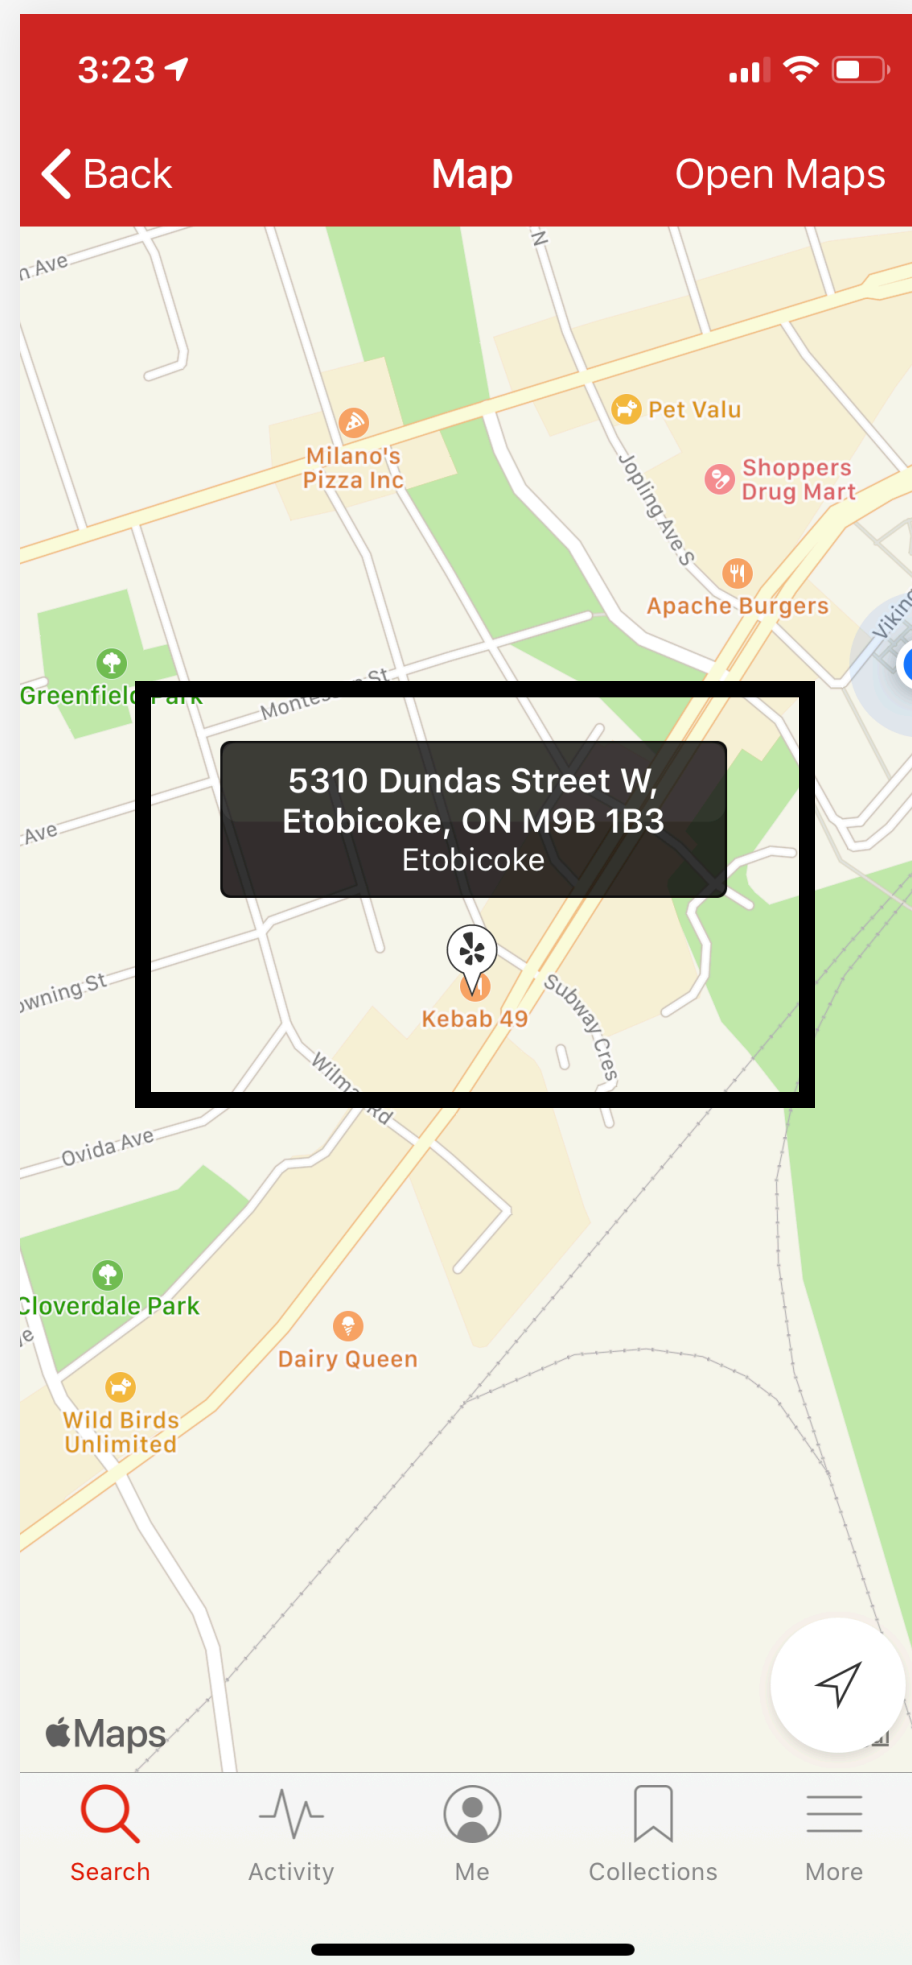 3:23
Back
Map
Open Maps
n Ave
N
Pet Valu
Milano's
Pizza Inc
Shoppers
Drug Mart
Jopling Ave S
Apache Burgers
Viking
Greenfield Park
St
5310 Dundas Street W,
Etobicoke, ON M9B 1B3
Etobicoke
Ave
owning St
Kebab 49
Subway Cres
Rd
Ovida Ave
Cloverdale Park
Dairy Queen
Wild Birds
Unlimited
Maps
Search
Activity
Me
Collections
More